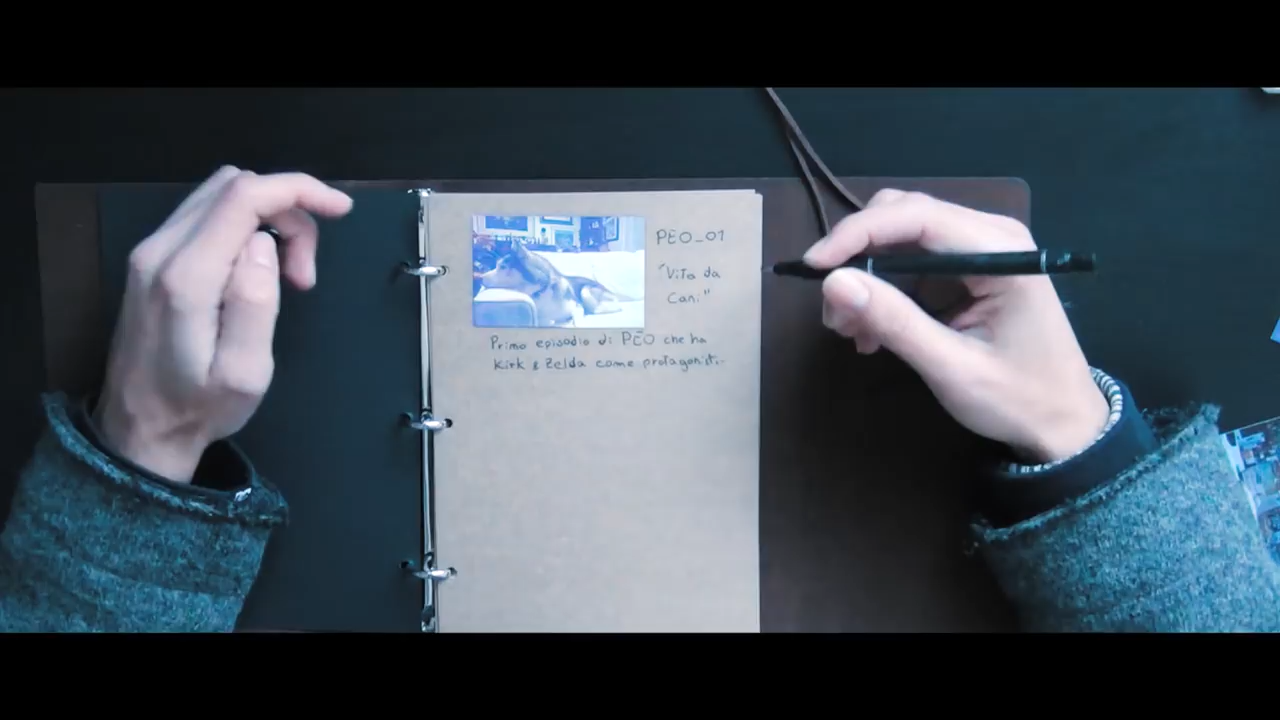 PEO_01
"Vita da
Cani"
Primo episodio di PEO che ha
Kirk & Zelda come protagonisti.